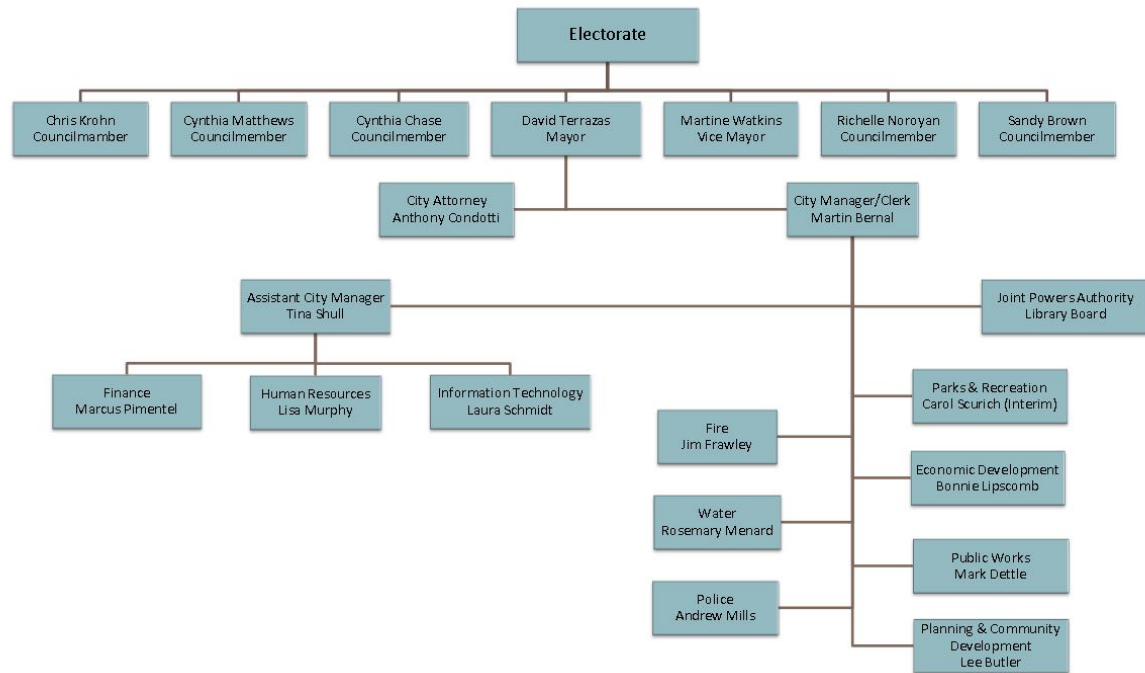 Electorate
Chris Krohn
Councilmamber
Cynthia Matthews
Councilmember
Cynthia Chase
Councilmember
David Terrazas
Mayor
Martine Watkins
Vice Mayor
Richelle Noroyan
Councilmember
Sandy Brown
Councilmember
City Attorney
Anthony Condotti
City Manager/Clerk
Martin Bernal
Assistant City Manager
Tina Shull
Joint Powers Authority
Library Board
Finance
Marcus Pimentel
Human Resources
Lisa Murphy
Information Technology
Laura Schmidt
Parks & Recreation
Carol Scurich (Interim)
Fire
Jim Frawley
Economic Development
Bonnie Lipscomb
Water
Rosemary Menard
Public Works
Mark Dettle
Police
Andrew Mills
Planning & Community
Development
Lee Butler